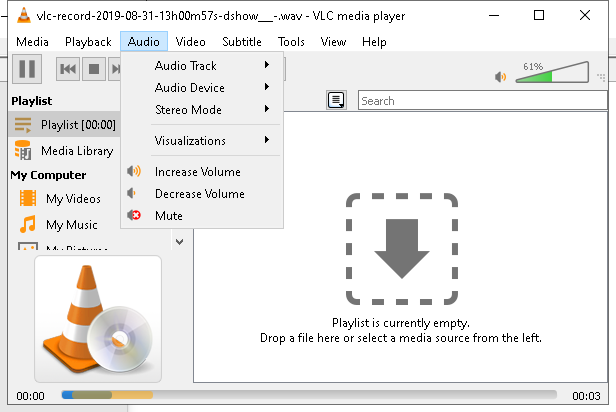 vlc-record-2019-08-31-13h00m57s-dshow___-.wav - VLC media player
Media Playback Audio Video Subtitle Tools View Help
61%
Audio Track
Audio Device
Stereo Mode
Visualizations
Increase Volume
Decrease Volume
Mute
Search
Playlist
Playlist [00:00]
Media Library
My Computer
My Videos
My Music
My Pictures
Playlist is currently empty.
Drop a file here or select a media source from the left.
00:00
00:03